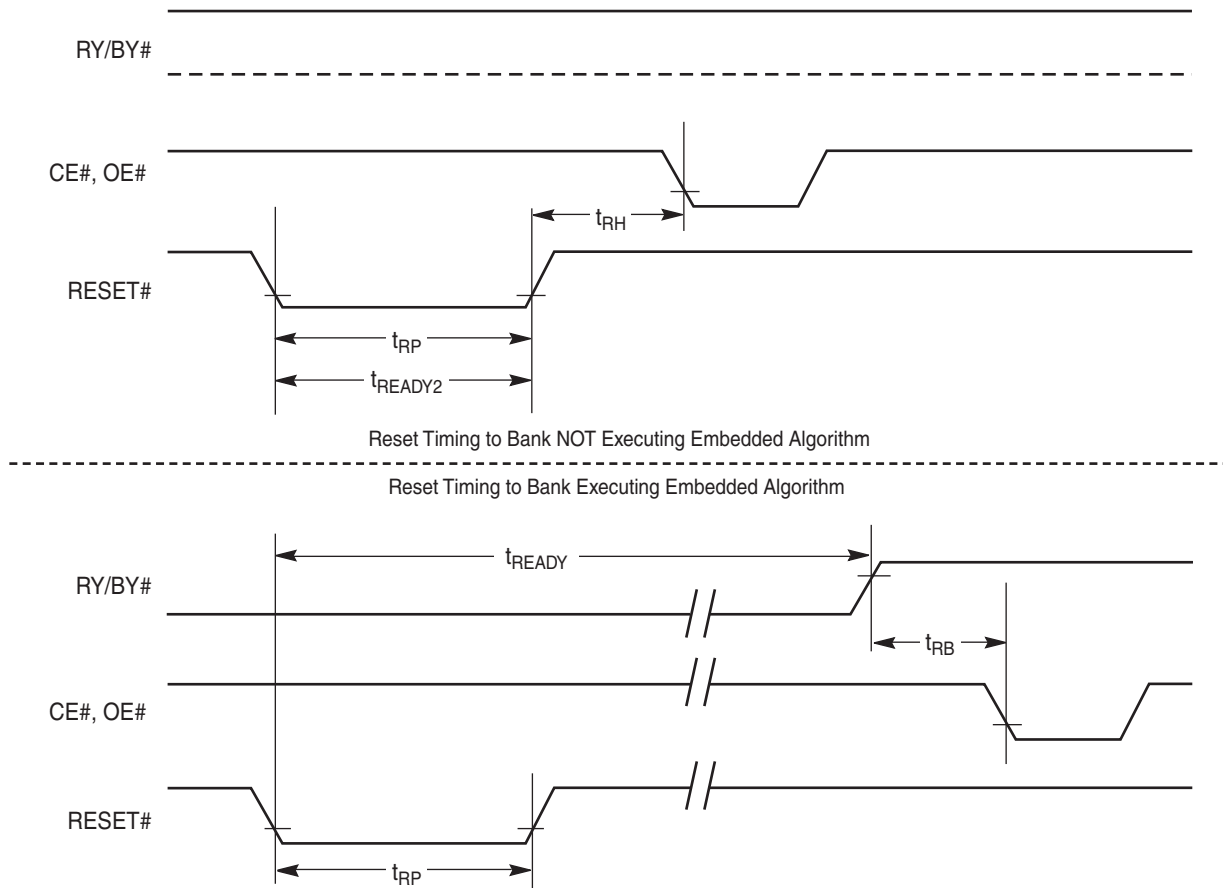 RY/BY#
CE#, OE#
tRH
RESET#
tRP
tREADY2
Reset Timing to Bank NOT Executing Embedded Algorithm
Reset Timing to Bank Executing Embedded Algorithm
tREADY
RY/BY#
tRB
CE#, OE#
RESET#
tRP